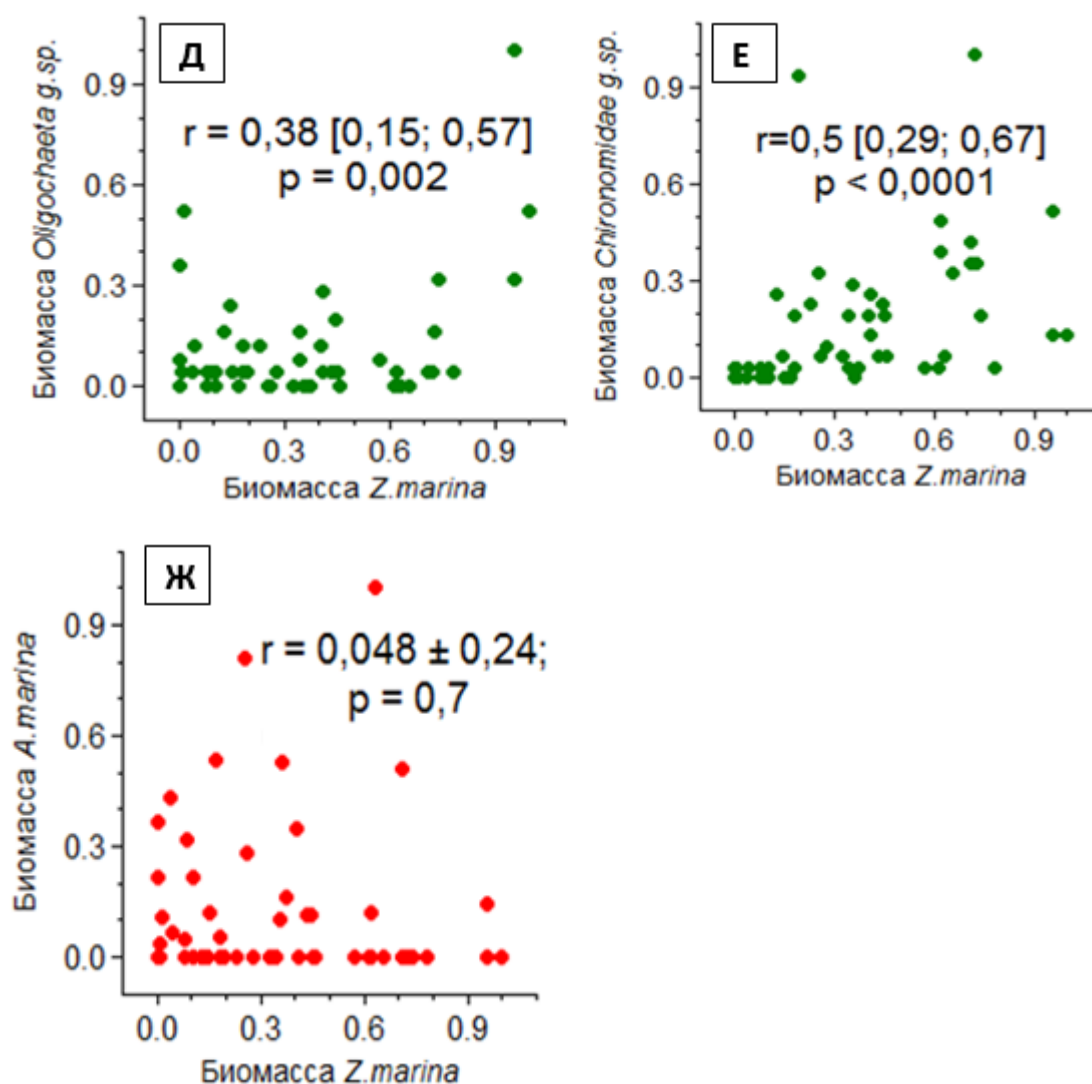 Д
Биомасса Oligochaeta g.sp.
0.9
0.6
0.3
0.0
r = 0,38 [0,15; 0,57]
p = 0,002
0.0 0.3 0.6 0.9
Биомасса Z.marina
Е
Биомасса Chironomidae g.sp.
0.9
0.6
0.3
0.0
r=0,5 [0,29; 0,67]
p < 0,0001
0.0 0.3 0.6 0.9
Биомасса Z.marina
Ж
Биомасса A.marina
0.9
0.6
0.3
0.0
r = 0,048 ± 0,24;
p = 0,7
0.0 0.3 0.6 0.9
Биомасса Z.marina